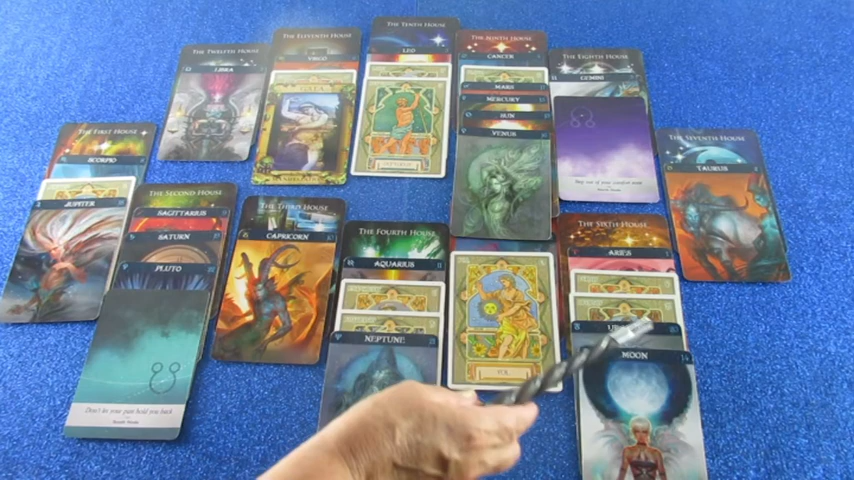 THE TWELFTH HOUSE
LIBRA
THE ELEVENTH HOUSE
VIRGO
THE TENTH HOUSE
LEO
THE NINTH HOUSE
CANCER
MARS
MERCURY
SUN
VENUS
THE EIGHTH HOUSE
GEMINI
THE SEVENTH HOUSE
TAURUS
THE FIRST HOUSE
SCORPIO
JUPITER
THE SECOND HOUSE
SAGITTARIUS
SATURN
PLUTO
Don't let your past hold you back
South Node
THE THIRD HOUSE
CAPRICORN
THE FOURTH HOUSE
AQUARIUS
NEPTUNE
SOL
THE SIXTH HOUSE
ARIES
MOON